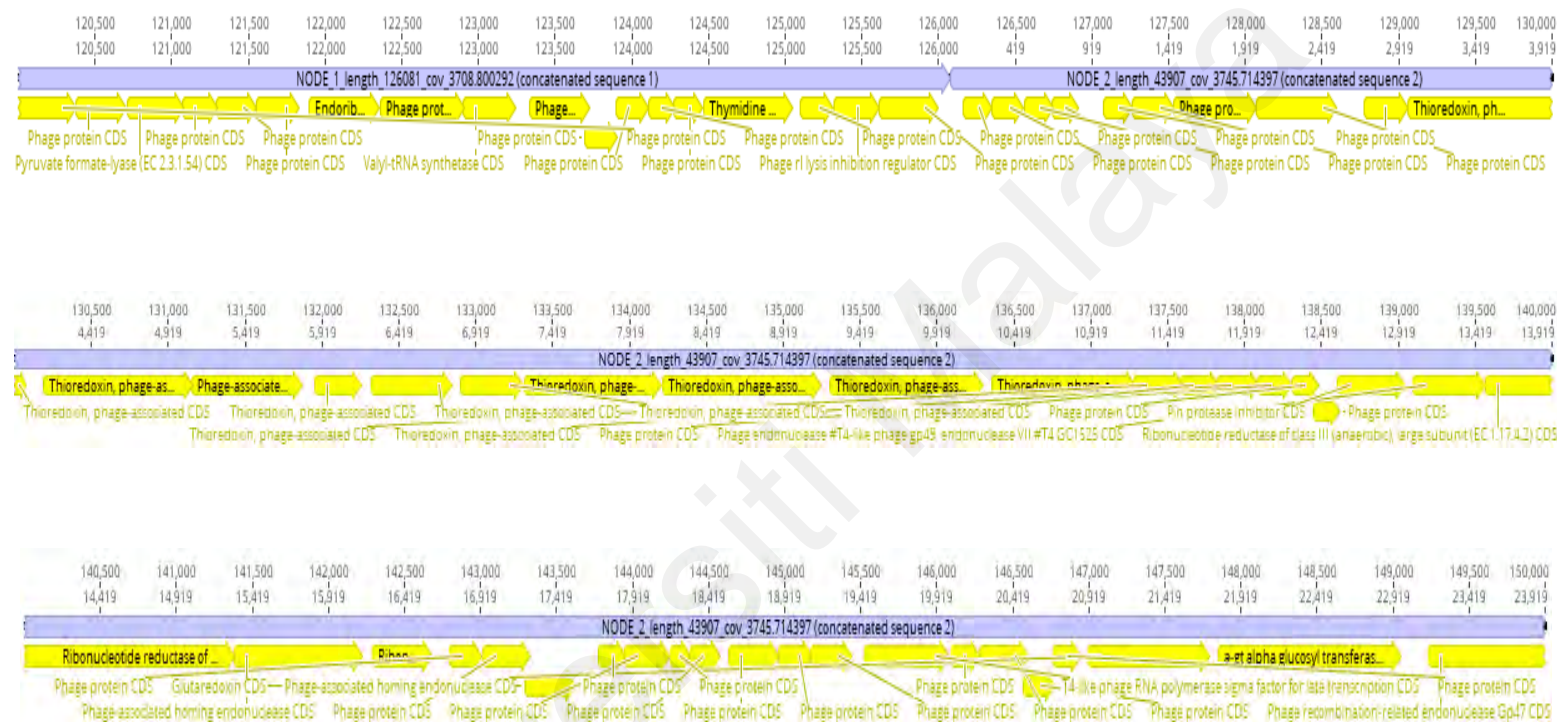 120,500 121,000 121,500 122,000 122,500 123,000 123,500 124,000 124,500 125,000 125,500 126,000 126,500 127,000 127,500 128,000 128,500 129,000 129,500 130,000
120,500 121,000 121,500 122,000 122,500 123,000 123,500 124,000 124,500 125,000 125,500 126,000 419 919 1,419 1,919 2,419 2,919 3,419 3,919
NODE_1_length_126081_cov_3708.800292 (concatenated sequence 1) NODE_2_length_43907_cov_3745.714397 (concatenated sequence 2)
Endorib... Phage prot... Phage... Thymidine ... Phage pro... Thioredoxin, ph...
Phage protein CDS Phage protein CDS Phage protein CDS Phage protein CDS Phage protein CDS Phage protein CDS Phage protein CDS Phage protein CDS Phage protein CDS Phage protein CDS Phage protein CDS
Pyruvate formate-lyase (EC 2.3.1.54) CDS Phage protein CDS Valyl-tRNA synthetase CDS Phage protein CDS Phage protein CDS Phage rI lysis inhibition regulator CDS Phage protein CDS Phage protein CDS Phage protein CDS Phage protein CDS Phage protein CDS
130,500 131,000 131,500 132,000 132,500 133,000 133,500 134,000 134,500 135,000 135,500 136,000 136,500 137,000 137,500 138,000 138,500 139,000 139,500 140,000
4,419 4,919 5,419 5,919 6,419 6,919 7,419 7,919 8,419 8,919 9,419 9,919 10,419 10,919 11,419 11,919 12,419 12,919 13,419 13,919
NODE_2_length_43907_cov_3745.714397 (concatenated sequence 2)
Thioredoxin, phage-as... Phage-associate... Thioredoxin, phage-... Thioredoxin, phage-asso... Thioredoxin, phage-ass... Thioredoxin, phage-a...
Thioredoxin, phage-associated CDS Thioredoxin, phage-associated CDS Thioredoxin, phage-associated CDS Thioredoxin, phage-associated CDS Thioredoxin, phage-associated CDS Phage protein CDS Pin protease inhibitor CDS Phage protein CDS
Thioredoxin, phage-associated CDS Thioredoxin, phage-associated CDS Phage protein CDS Phage endonuclease #T4-like phage gp49, endonuclease VII #T4 GC1525 CDS Ribonucleotide reductase of class III (anaerobic), large subunit (EC 1.17.4.2) CDS
140,500 141,000 141,500 142,000 142,500 143,000 143,500 144,000 144,500 145,000 145,500 146,000 146,500 147,000 147,500 148,000 148,500 149,000 149,500 150,000
14,419 14,919 15,419 15,919 16,419 16,919 17,419 17,919 18,419 18,919 19,419 19,919 20,419 20,919 21,419 21,919 22,419 22,919 23,419 23,919
NODE_2_length_43907_cov_3745.714397 (concatenated sequence 2)
Ribonucleotide reductase of ... Ribon... a-gt alpha glucosyl transferas...
Phage protein CDS Glutaredoxin CDS Phage-associated homing endonuclease CDS Phage protein CDS Phage protein CDS Phage protein CDS T4-like phage RNA polymerase sigma factor for late transcription CDS Phage protein CDS
Phage-associated homing endonuclease CDS Phage protein CDS Phage protein CDS Phage protein CDS Phage protein CDS Phage protein CDS Phage protein CDS Phage protein CDS Phage recombination-related endonuclease Gp47 CDS
siti Malaya